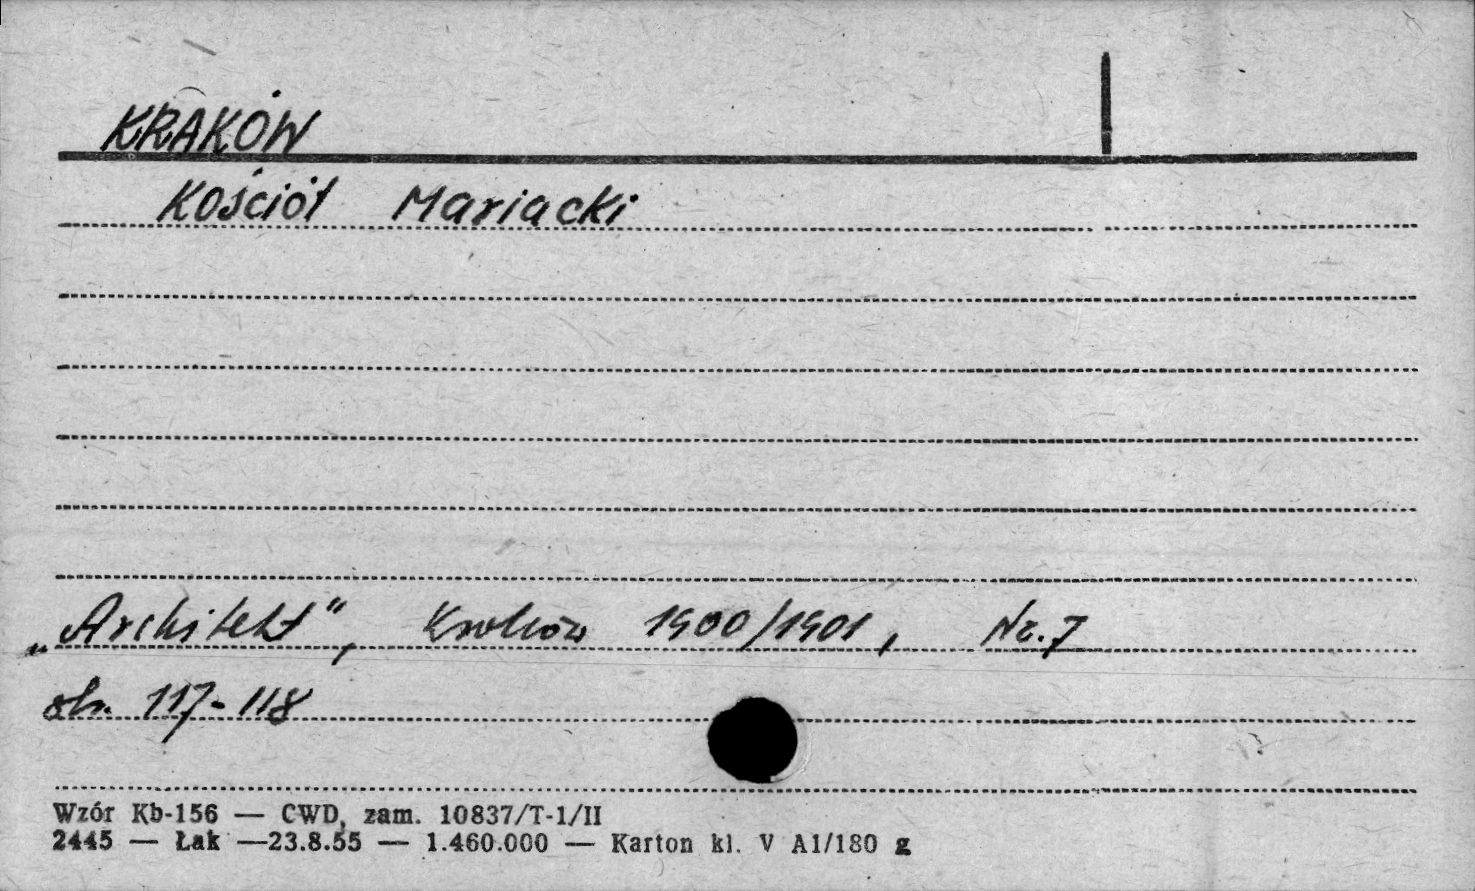 KRAKÓW
Kościół Mariacki
„Architekt”, Kraków 1900/1901, Nr. 7
str. 117-118
Wzór Kb-156 — CWD, zam. 10837/T-1/II
2445 — Łak —23.8.55 — 1.460.000 — Karton kl. V A1/180 g